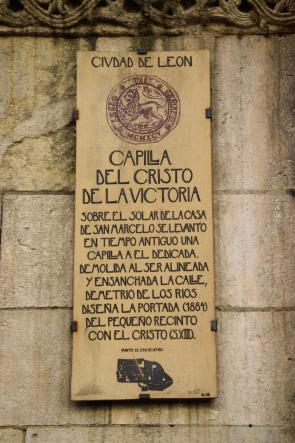 CIUDAD DE LEON
MCMXCV
CAPILLA
DEL CRISTO
DE LA VICTORIA
SOBRE EL SOLAR DE LA CASA
DE SAN MARCELO SE LEVANTO
EN TIEMPO ANTIGUO UNA
CAPILLA A EL DEDICADA.
DEMOLIDA AL SER ALINEADA
Y ENSANCHADA LA CALLE,
DEMETRIO DE LOS RIOS
DISEÑA LA PORTADA (1884)
DEL PEQUEÑO RECINTO
CON EL CRISTO (S.XIII).